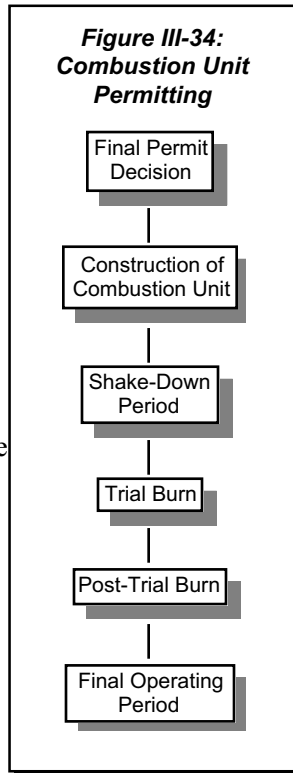 Figure III-34:
Combustion Unit
Permitting
Final Permit
Decision
Construction of
Combustion Unit
Shake-Down
Period
e
Trial Burn
Post-Trial Burn
Final Operating
Period